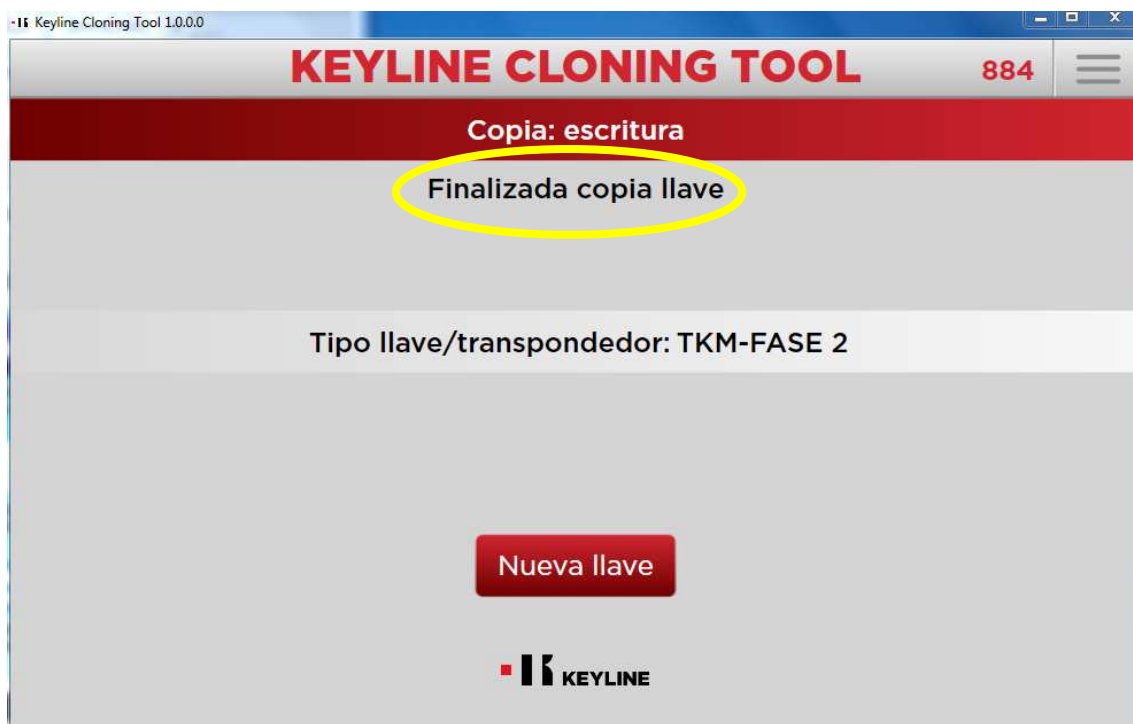 Keyline Cloning Tool 1.0.0.0
KEYLINE CLONING TOOL
884
Copia: escritura
Finalizada copia llave
Tipo llave/transpondedor: TKM-FASE 2
Nueva llave
KEYLINE